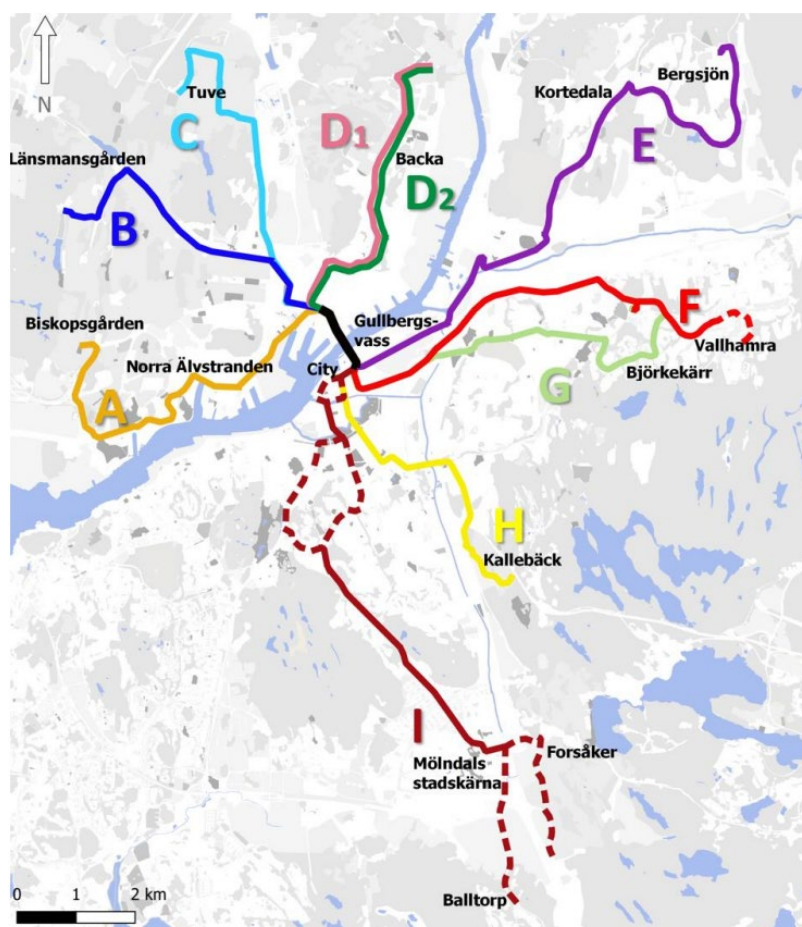 N
Tuve
C
D1
D2
Backa
Kortedala
Bergsjön
E
Länsmansgården
B
Biskopsgården
Norra Älvstranden
A
Gullbergs-
vass
City
F
Vallhamra
G
Björkekärr
H
Kallebäck
I
Mölndals
stadskärna
Forsåker
Balltorp
0 1 2 km